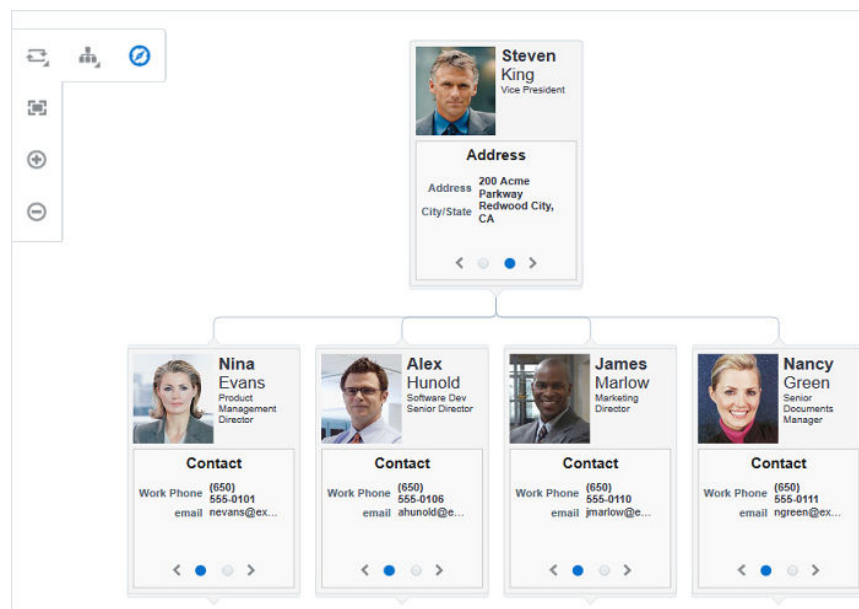 Steven
King
Vice President
Address
Address 200 Acme
Parkway
City/State Redwood City,
CA
Nina
Evans
Product
Management
Director
Contact
Work Phone (650)
555-0101
email nevans@ex...
Alex
Hunold
Software Dev
Senior Director
Contact
Work Phone (650)
555-0106
email ahunold@e...
James
Marlow
Marketing
Director
Contact
Work Phone (650)
555-0110
email jmarlow@e...
Nancy
Green
Senior
Documents
Manager
Contact
Work Phone (650)
555-0111
email ngreen@ex...